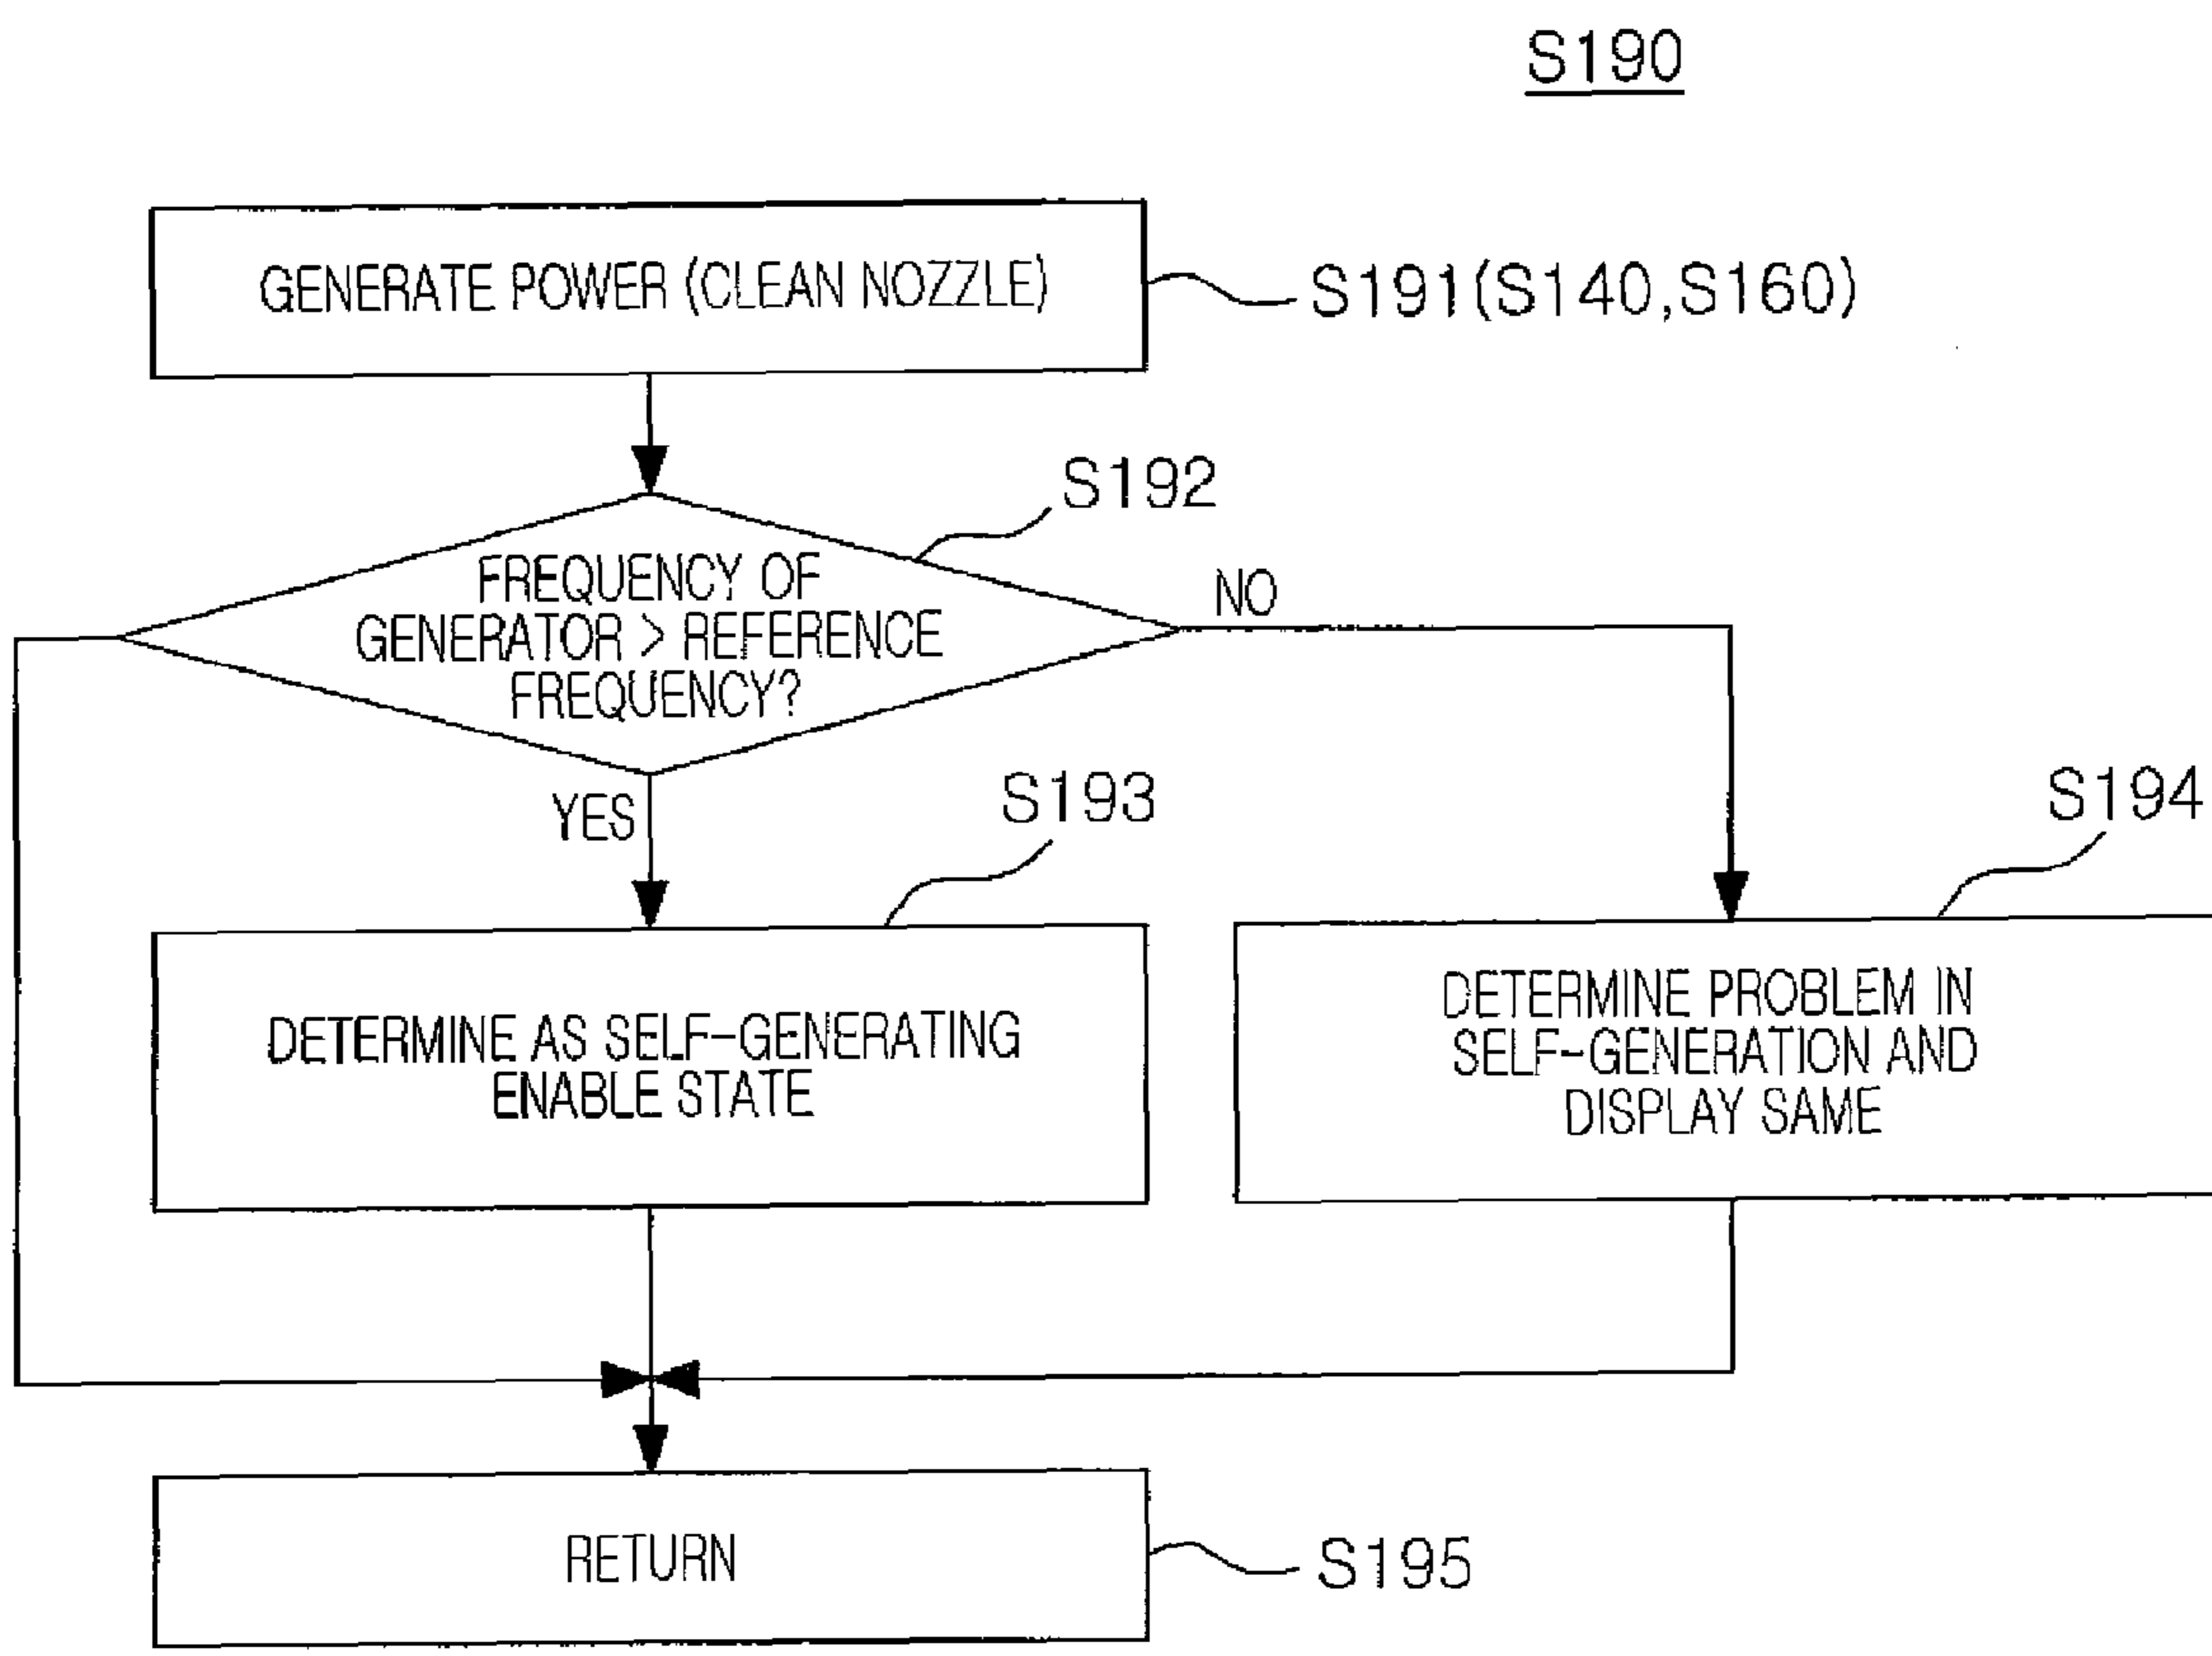 S190
GENERATE POWER (CLEAN NOZZLE)
S191(S140,S160)
S192
FREQUENCY OF
GENERATOR > REFERENCE
FREQUENCY?
NO
YES
S193
S194
DETERMINE AS SELF-GENERATING
ENABLE STATE
DETERMINE PROBLEM IN
SELF-GENERATION AND
DISPLAY SAME
RETURN
S195